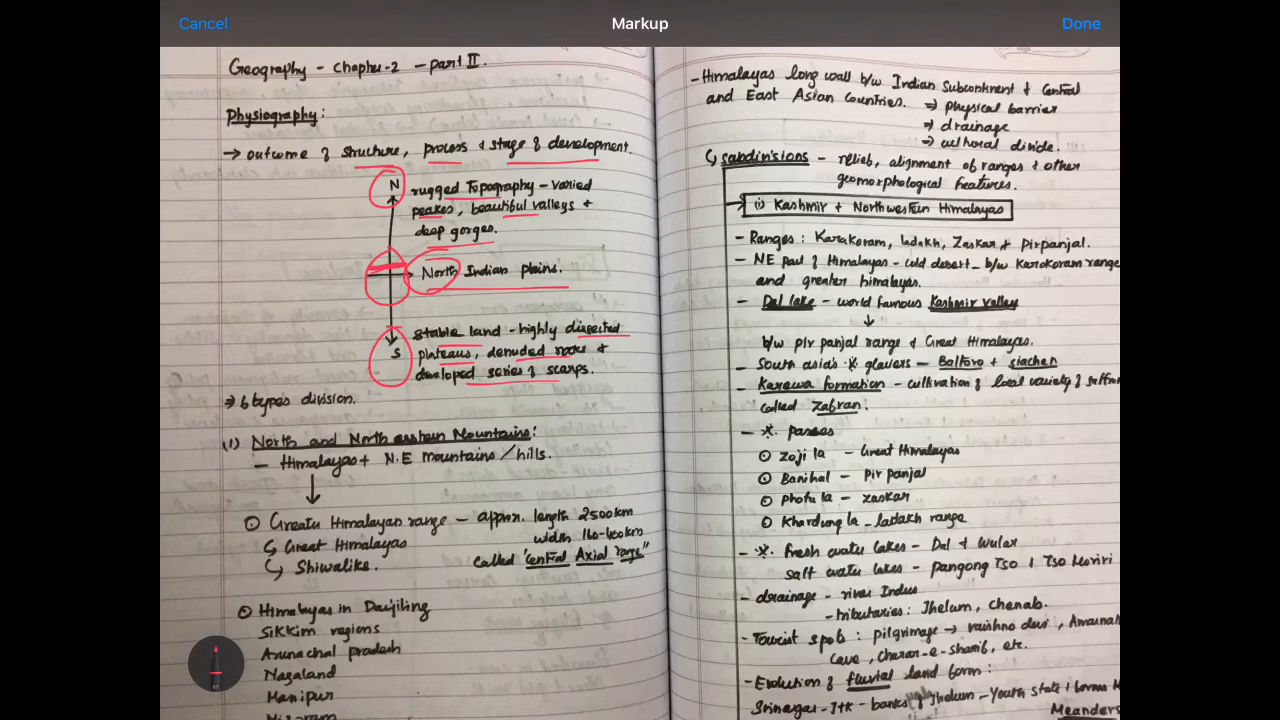 Cancel
Markup
Done
Geography - chapter-2 - part II.
Physiography:
→ outcome of structure, process & stage of development.
N
rugged Topography - varied
peakes, beautiful valleys &
deep gorges.
North Indian plains.
stable land - highly dissected
S
plateaus, denuded rocks &
developed series of scarps.
⇒ 6 types division.
(1) North and North eastern Mountains:
- Himalayas + N.E mountains / hills.
⊙ Greater Himalayan range - approx. length 2500km
width 160-400km
↳ Great Himalayas
called "central Axial range"
↳ Shiwaliks.
⊙ Himalayas in Darjiling
Sikkim regions
Arunachal pradesh
Nagaland
Manipur
Mizoram
- Himalayas long wall b/w Indian Subcontinent & Central
and East Asian Countries.
⇒ physical barrier
⇒ drainage
⇒ cultural divide.
↳ subdivisions - relief, alignment of ranges & other
geomorphological features.
(i) Kashmir + Northwestern Himalayas
- Ranges: Karakoram, ladakh, Zaskar & Pirpanjal.
- NE part of Himalayas - cold desert - b/w Karokoram range
and greater himalayas.
- Dal lake - world famous Kashmir valley
↓
b/w pir panjal range & Great Himalayas.
- South asia's * glaciers - Baltoro + siachen
- Karewa formation - cultivation of local variety of saffron
called Zafran.
- * passes
⊙ Zoji la - Great Himalayas
⊙ Banihal - Pir panjal
⊙ Photu la - zaskar
⊙ Khardung la - ladakh range
- * fresh water lakes - Dal & Wular
salt water lakes - pangong Tso & Tso Moriri
- drainage - river Indus
- tributaries: Jhelum, chenab.
- Tourist spots: pilgrimage → vaishno devi, Amarnath
cave, charar-e-sharif, etc.
- Evolution of fluvial land form:
Srinagar - J+k - banks of Jhelum - Youth state & forms
Meanders